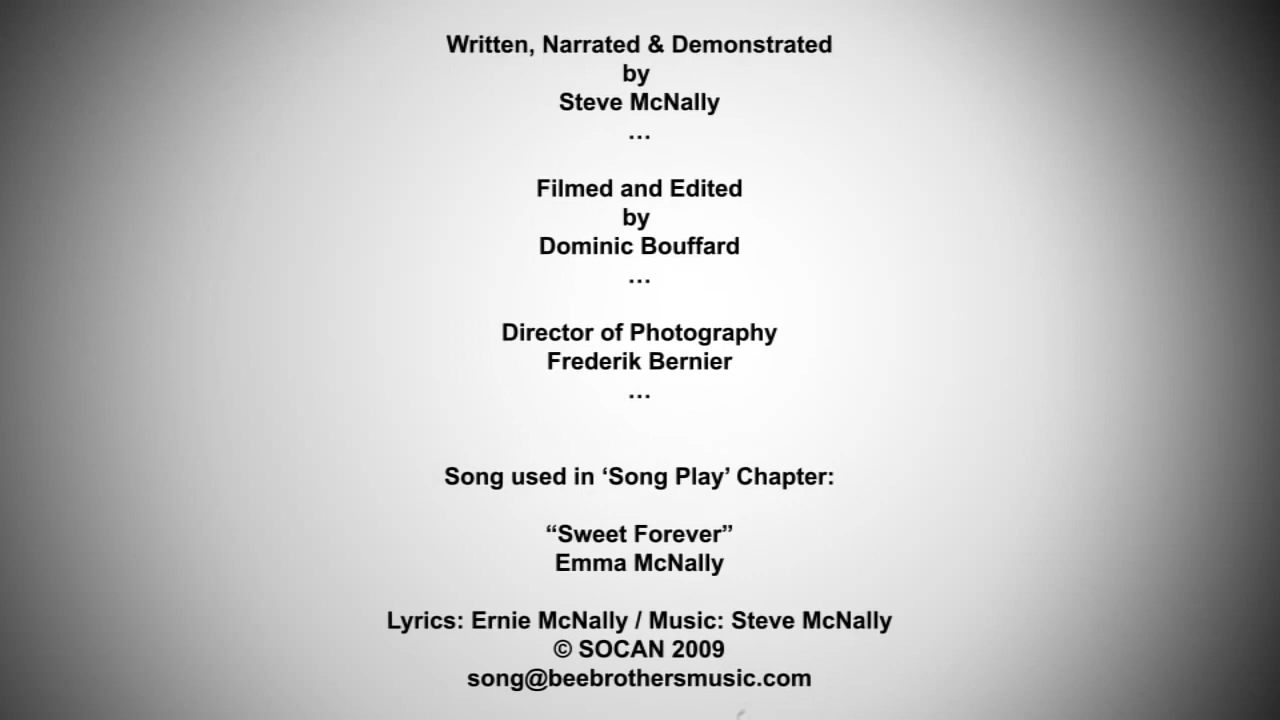 Written, Narrated & Demonstrated
by
Steve McNally
...
Filmed and Edited
by
Dominic Bouffard
...
Director of Photography
Frederik Bernier
...
Song used in ‘Song Play’ Chapter:
“Sweet Forever”
Emma McNally
Lyrics: Ernie McNally / Music: Steve McNally
© SOCAN 2009
song@beebrothersmusic.com